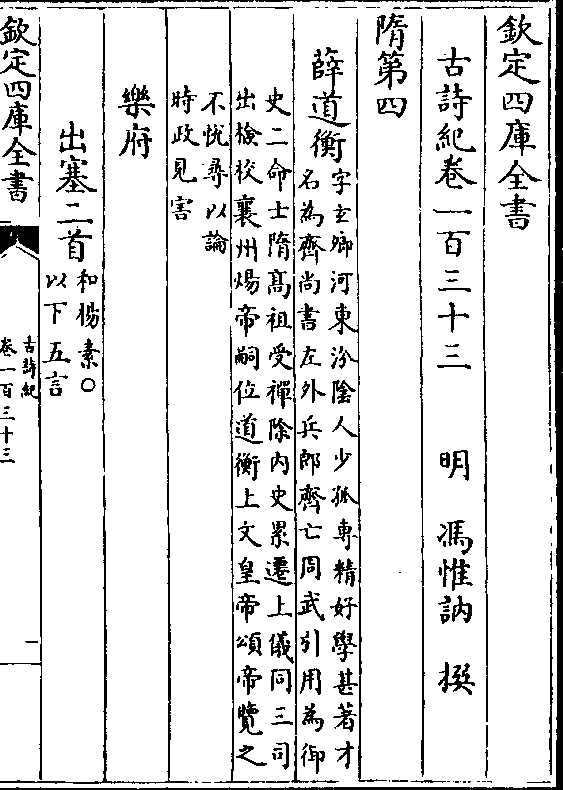 欽定四庫全書
古詩紀卷一百三十三　明　馮惟訥　撰
隋第四
薛道衡
字玄卿河東汾陰人少孤専精好學甚著才
名為齊尚書左外兵郎齊亡周武引用為御
史二命士隋髙祖受禪除内史累遷上儀同三司
出檢校襄州煬帝嗣位道衡上文皇帝頌帝覽之
不恱尋以論
時政見害
樂府
出塞二首
和楊素○
以下五言
欽定四庫全書
古詩紀
卷一百三十三
一